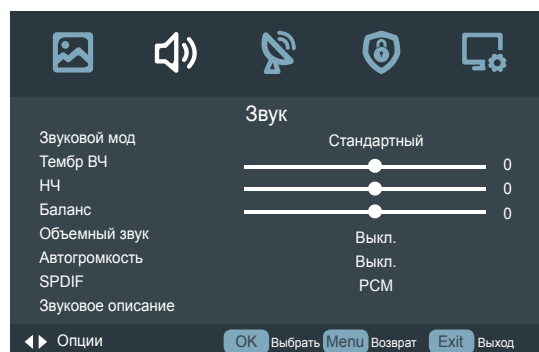 Звук
Звуковой мод Стандартный
Тембр ВЧ 0
НЧ 0
Баланс 0
Объемный звук Выкл.
Автогромкость Выкл.
SPDIF PCM
Звуковое описание
Опции OK Выбрать Menu Возврат Exit Выход